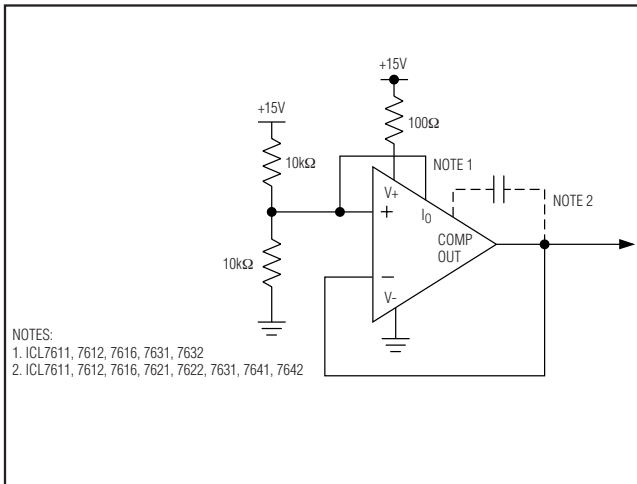 +15V
+15V
100Ω
10kΩ
NOTE 1
V+
I0
+
NOTE 2
COMP
OUT
10kΩ
−
V-
NOTES:
1. ICL7611, 7612, 7616, 7631, 7632
2. ICL7611, 7612, 7616, 7621, 7622, 7631, 7641, 7642